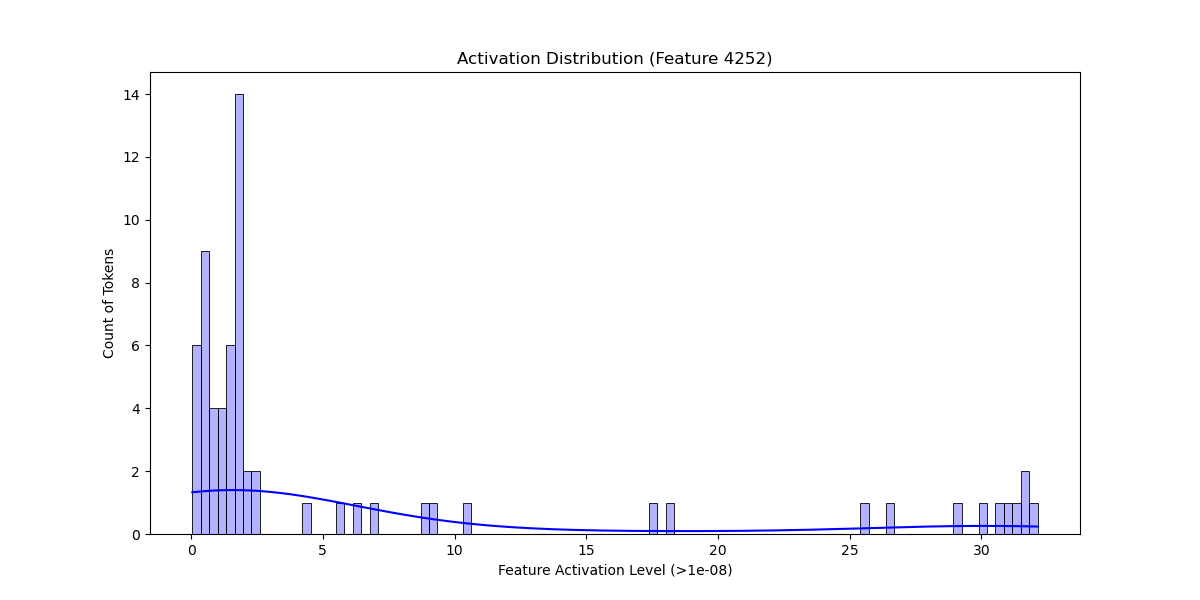 Activation Distribution (Feature 4252)
14
12
10
8
6
4
2
0
Count of Tokens
0 5 10 15 20 25 30
Feature Activation Level (>1e-08)